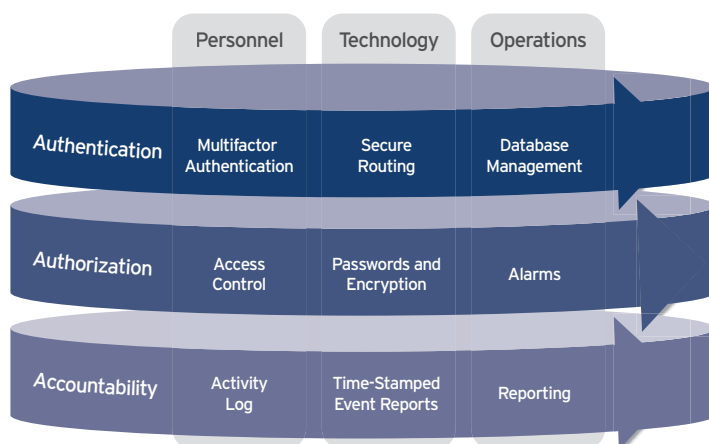 Personnel Technology Operations
Authentication
Multifactor
Authentication
Secure
Routing
Database
Management
Authorization
Access
Control
Passwords and
Encryption
Alarms
Accountability
Activity
Log
Time-Stamped
Event Reports
Reporting